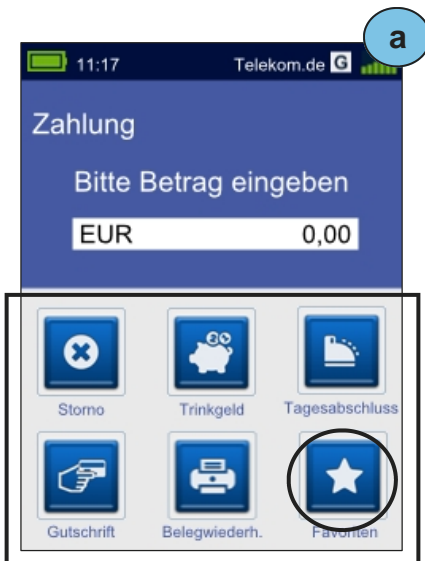 a
11:17 Telekom.de G
Zahlung
Bitte Betrag eingeben
EUR 0,00
Storno Trinkgeld Tagesabschluss
Gutschrift Belegwiederh. Favoriten